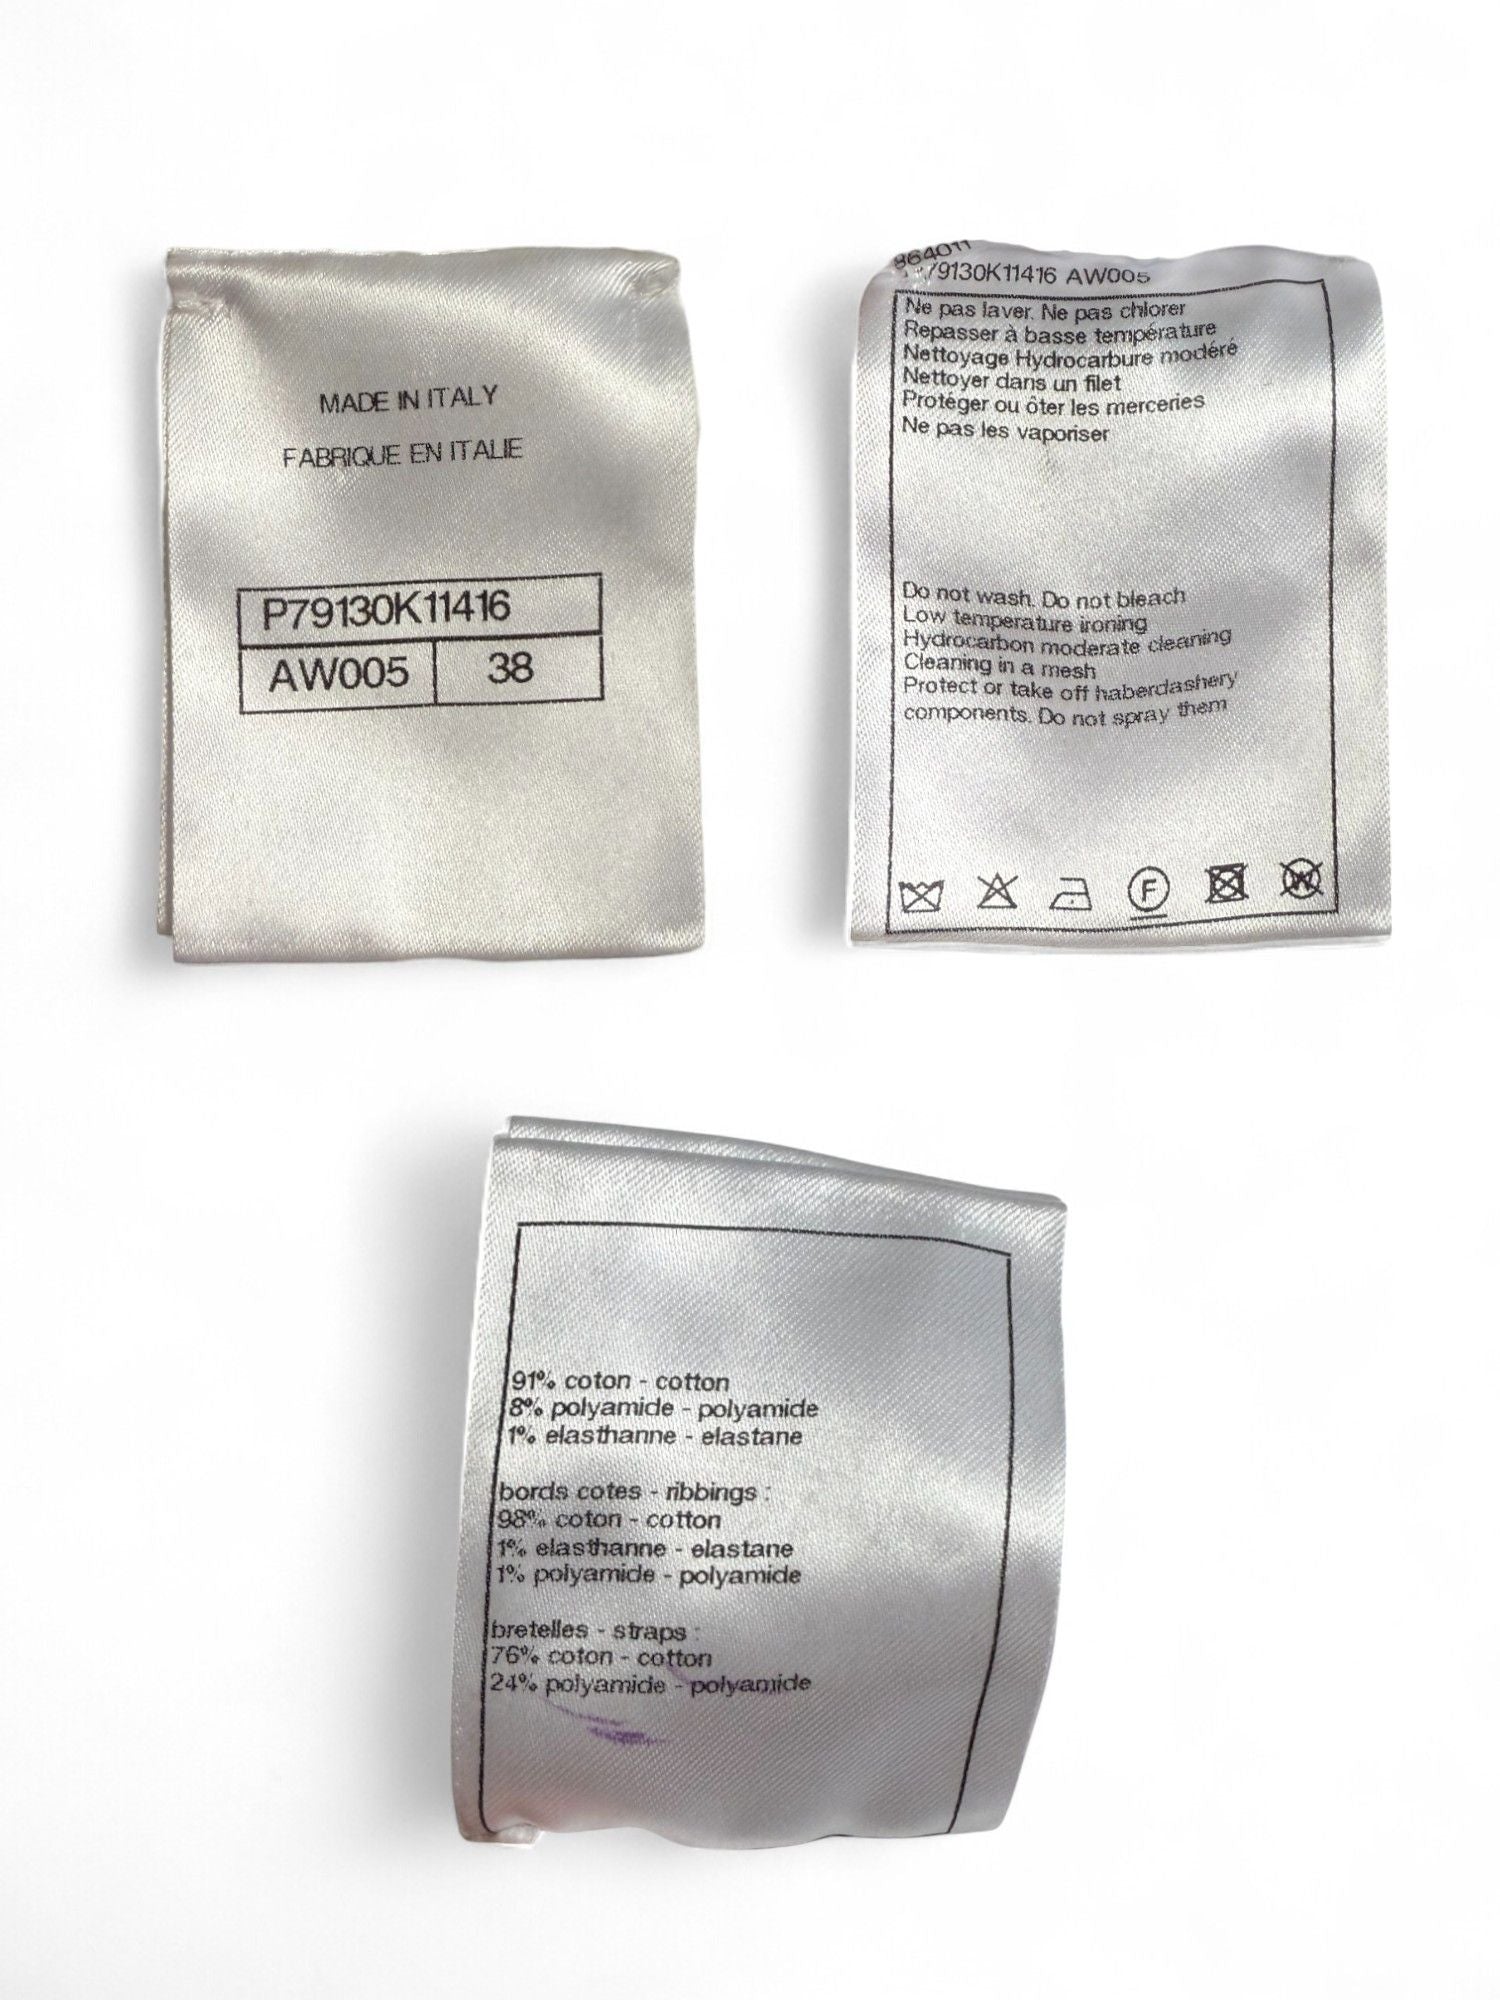 MADE IN ITALY
FABRIQUE EN ITALIE
P79130K11416
AW005 38
864011
79130K11416 AW005
Ne pas laver. Ne pas chlorer
Repasser à basse température
Nettoyage Hydrocarbure modéré
Nettoyer dans un filet
Protéger ou ôter les merceries
Ne pas les vaporiser
Do not wash. Do not bleach
Low temperature ironing
Hydrocarbon moderate cleaning
Cleaning in a mesh
Protect or take off haberdashery
components. Do not spray them
F W
91% coton - cotton
8% polyamide - polyamide
1% elasthanne - elastane
bords cotes - ribbings :
98% coton - cotton
1% elasthanne - elastane
1% polyamide - polyamide
bretelles - straps :
76% coton - cotton
24% polyamide - polyamide